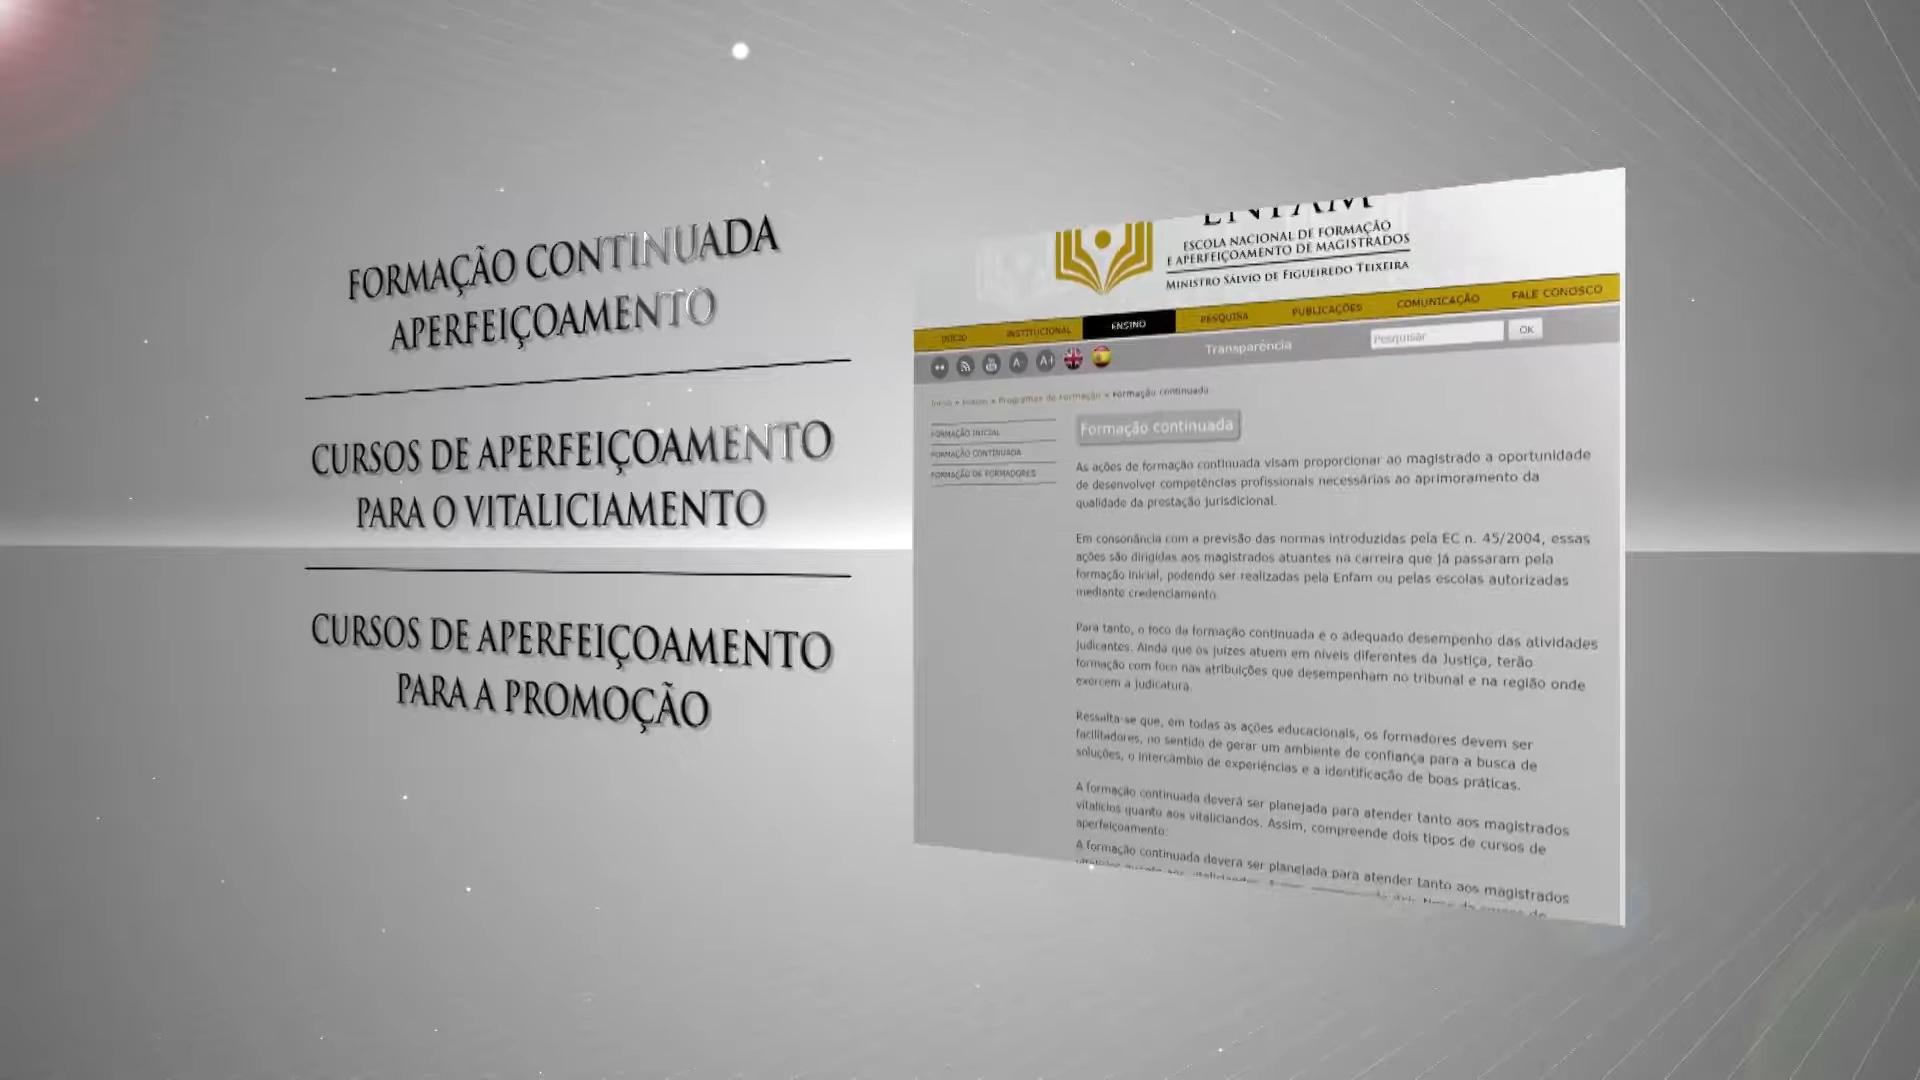 FORMAÇÃO CONTINUADA
APERFEIÇOAMENTO
CURSOS DE APERFEIÇOAMENTO
PARA O VITALICIAMENTO
CURSOS DE APERFEIÇOAMENTO
PARA A PROMOÇÃO
ENFAM
ESCOLA NACIONAL DE FORMAÇÃO
E APERFEIÇOAMENTO DE MAGISTRADOS
MINISTRO SÁLVIO DE FIGUEIREDO TEIXEIRA
INÍCIO INSTITUCIONAL ENSINO PESQUISA PUBLICAÇÕES COMUNICAÇÃO FALE CONOSCO
A- A+ Transparência Pesquisar OK
Início » Ensino » Programas de Formação » Formação continuada
FORMAÇÃO INICIAL
FORMAÇÃO CONTINUADA
FORMAÇÃO DE FORMADORES
Formação continuada
As ações de formação continuada visam proporcionar ao magistrado a oportunidade
de desenvolver competências profissionais necessárias ao aprimoramento da
qualidade da prestação jurisdicional.
Em consonância com a previsão das normas introduzidas pela EC n. 45/2004, essas
ações são dirigidas aos magistrados atuantes na carreira que já passaram pela
formação inicial, podendo ser realizadas pela Enfam ou pelas escolas autorizadas
mediante credenciamento.
Para tanto, o foco da formação continuada é o adequado desempenho das atividades
judicantes. Ainda que os juízes atuem em níveis diferentes da Justiça, terão
formação com foco nas atribuições que desempenham no tribunal e na região onde
exercem a judicatura.
Ressalta-se que, em todas as ações educacionais, os formadores devem ser
facilitadores, no sentido de gerar um ambiente de confiança para a busca de
soluções, o intercâmbio de experiências e a identificação de boas práticas.
A formação continuada deverá ser planejada para atender tanto aos magistrados
vitalícios quanto aos vitaliciandos. Assim, compreende dois tipos de cursos de
aperfeiçoamento:
A formação continuada deverá ser planejada para atender tanto aos magistrados